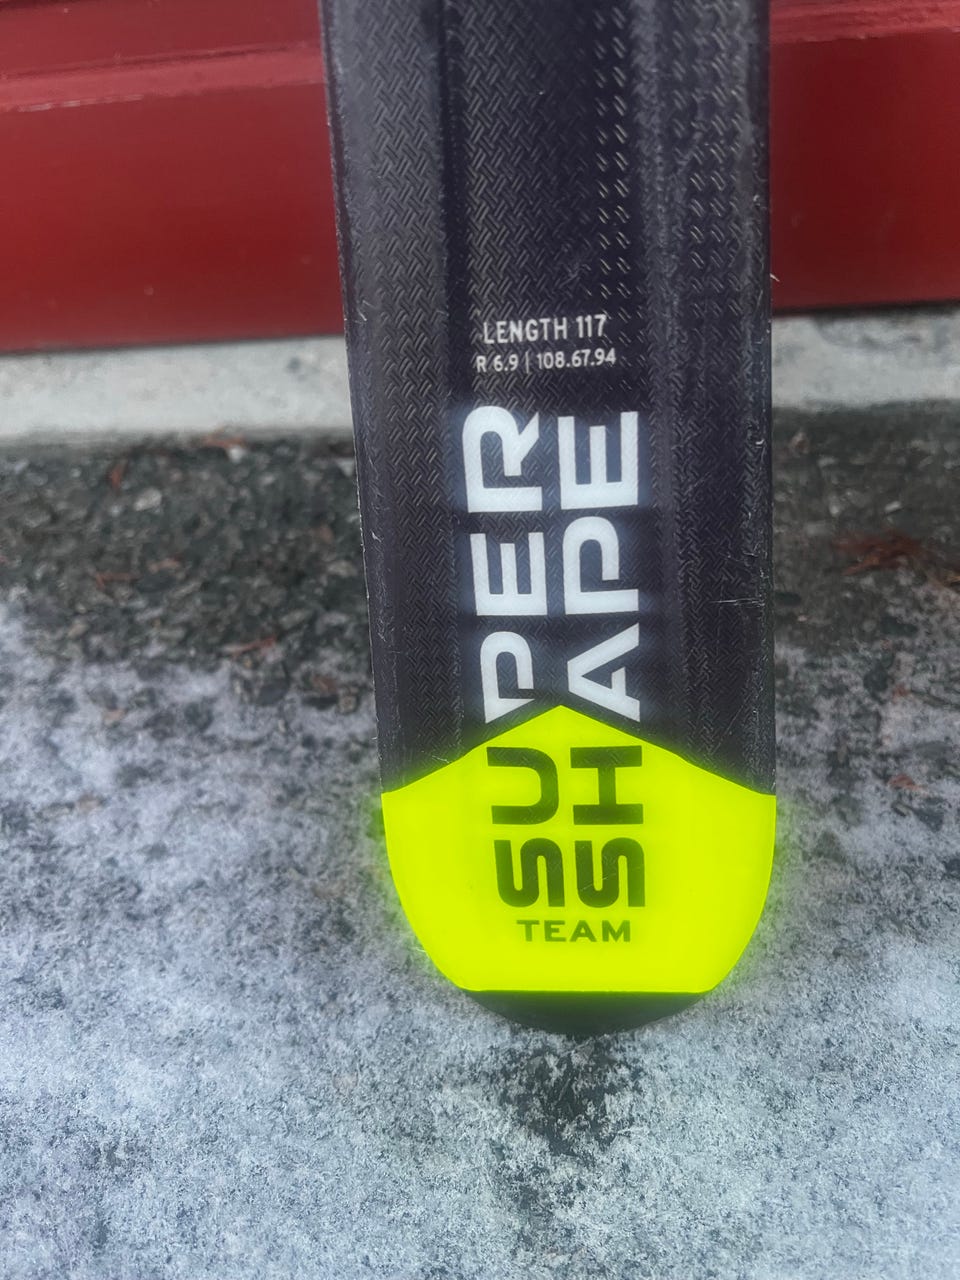 LENGTH 117
R 6.9 | 108.67.94
SUPER
SHAPE
TEAM